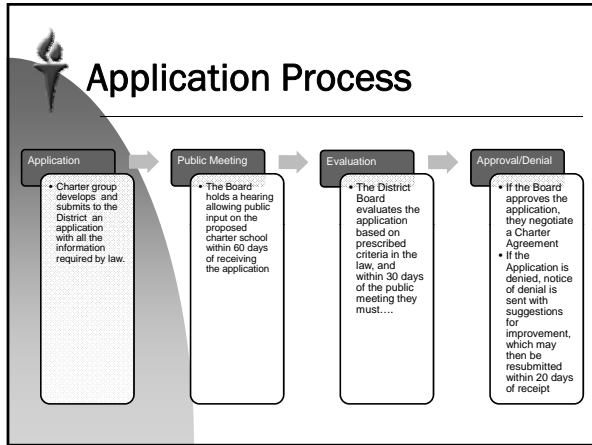 Application Process
Application
• Charter group
develops and
submits to the
District an
application
with all the
information
required by law.
Public Meeting
• The Board
holds a hearing
allowing public
input on the
proposed
charter school
within 60 days
of receiving
the application
Evaluation
• The District
Board
evaluates the
application
based on
prescribed
criteria in the
law, and
within 30 days
of the public
meeting they
must….
Approval/Denial
• If the Board
approves the
application,
they negotiate
a Charter
Agreement
• If the
Application is
denied, notice
of denial is
sent with
suggestions
for
improvement,
which may
then be
resubmitted
within 20 days
of receipt